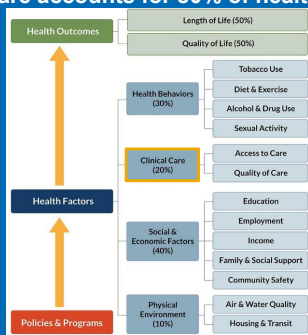 are accounts for 80% of healt
Health Outcomes
Length of Life (50%)
Quality of Life (50%)
Health Factors
Health Behaviors
(30%)
Tobacco Use
Diet & Exercise
Alcohol & Drug Use
Sexual Activity
Clinical Care
(20%)
Access to Care
Quality of Care
Social &
Economic Factors
(40%)
Education
Employment
Income
Family & Social Support
Community Safety
Physical
Environment
(10%)
Air & Water Quality
Housing & Transit
Policies & Programs